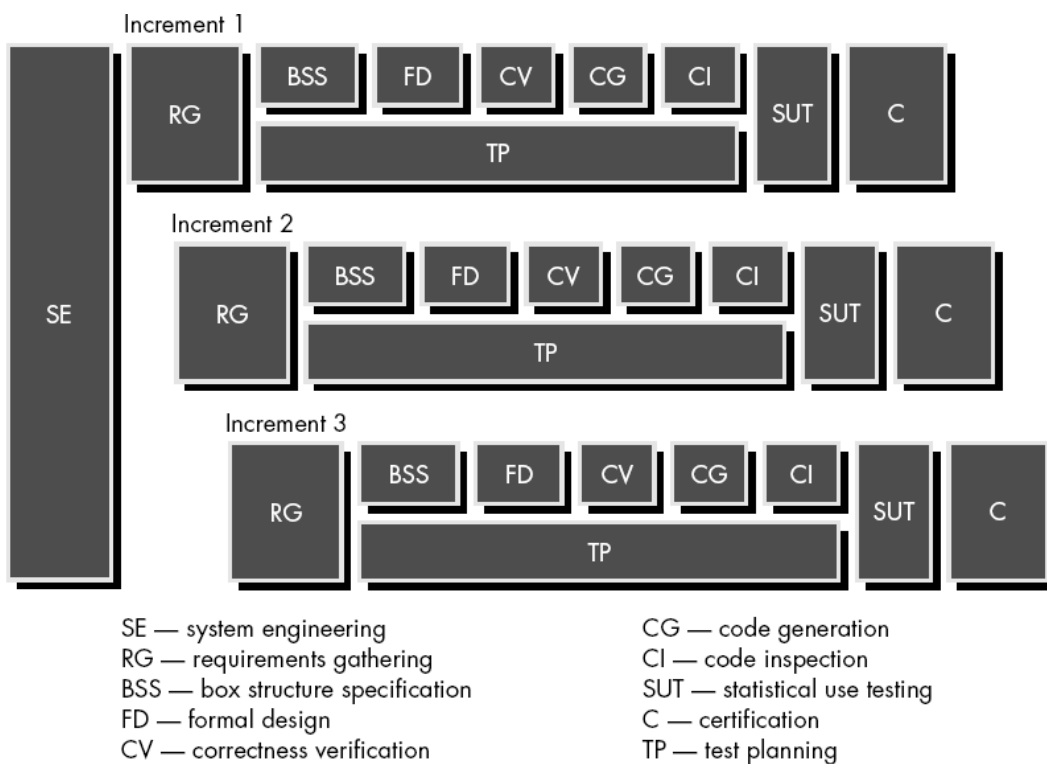 Increment 1
BSS FD CV CG CI
RG SUT C
TP
Increment 2
BSS FD CV CG CI
SE RG SUT C
TP
Increment 3
BSS FD CV CG CI
RG SUT C
TP
SE — system engineering
RG — requirements gathering
BSS — box structure specification
FD — formal design
CV — correctness verification
CG — code generation
CI — code inspection
SUT — statistical use testing
C — certification
TP — test planning